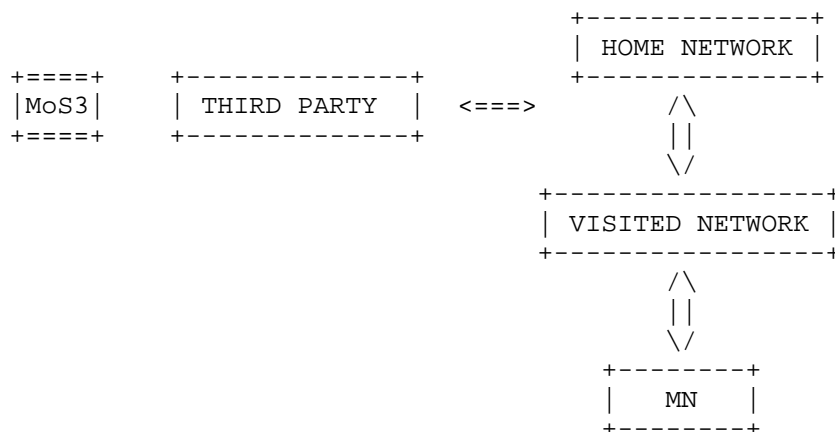 HOME NETWORK
MoS3 THIRD PARTY <===>
VISITED NETWORK
MN